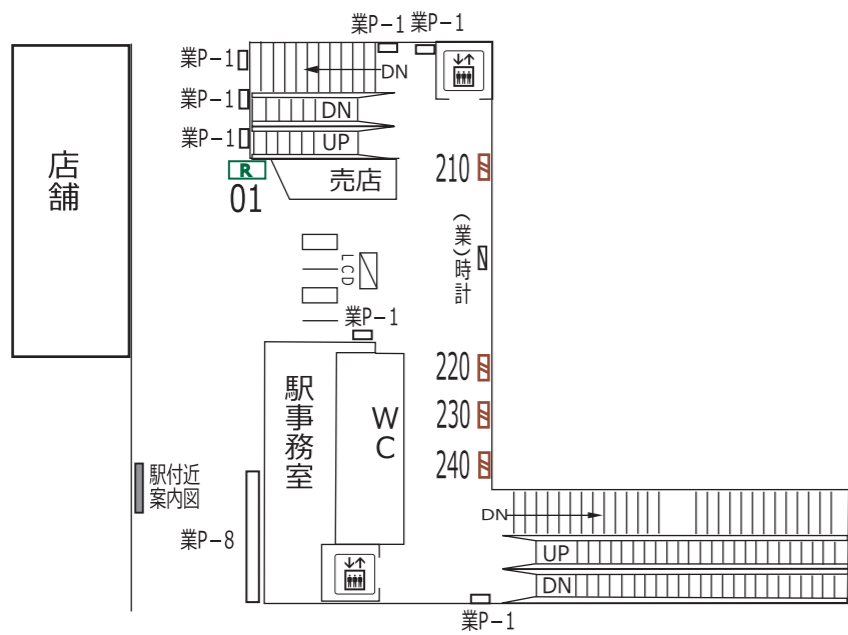 業P-1 業P-1
業P-1
DN
業P-1
DN
業P-1
UP
R
01
売店
店舗
210
(業)時計
LCD
業P-1
220
230
240
駅事務室
WC
駅付近
案内図
業P-8
DN
UP
DN
業P-1